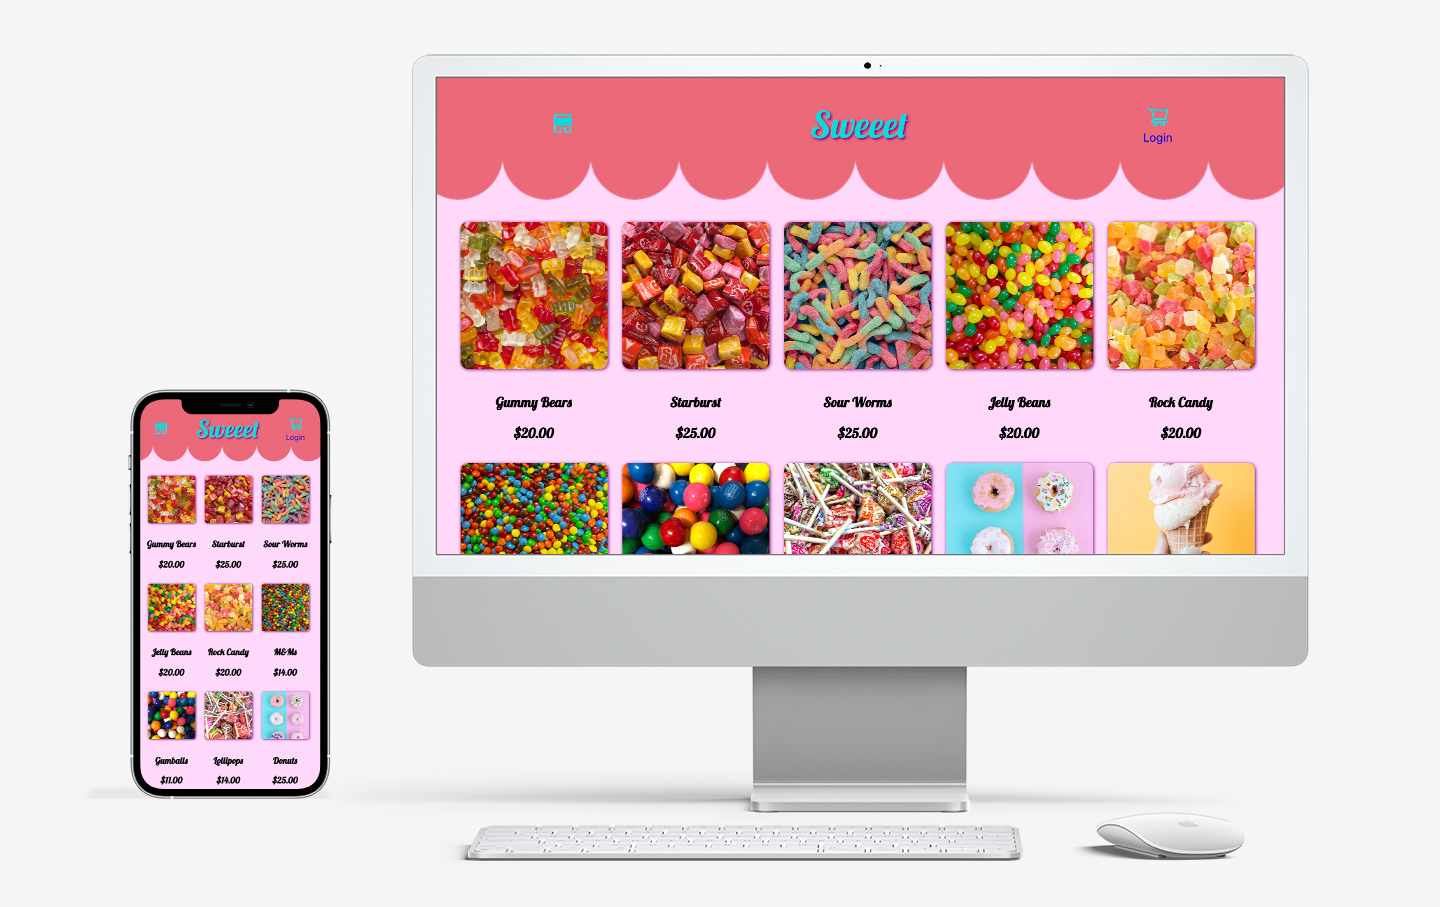 Sweeet
Login
Gummy Bears
Starburst
Sour Worms
Jelly Beans
Rock Candy
$20.00
$25.00
$25.00
$20.00
$20.00
Sweeet
Login
Gummy Bears
Starburst
Sour Worms
$20.00
$25.00
$25.00
Jelly Beans
Rock Candy
M&Ms
$20.00
$20.00
$14.00
Gumballs
Lollipops
Donuts
$11.00
$14.00
$25.00